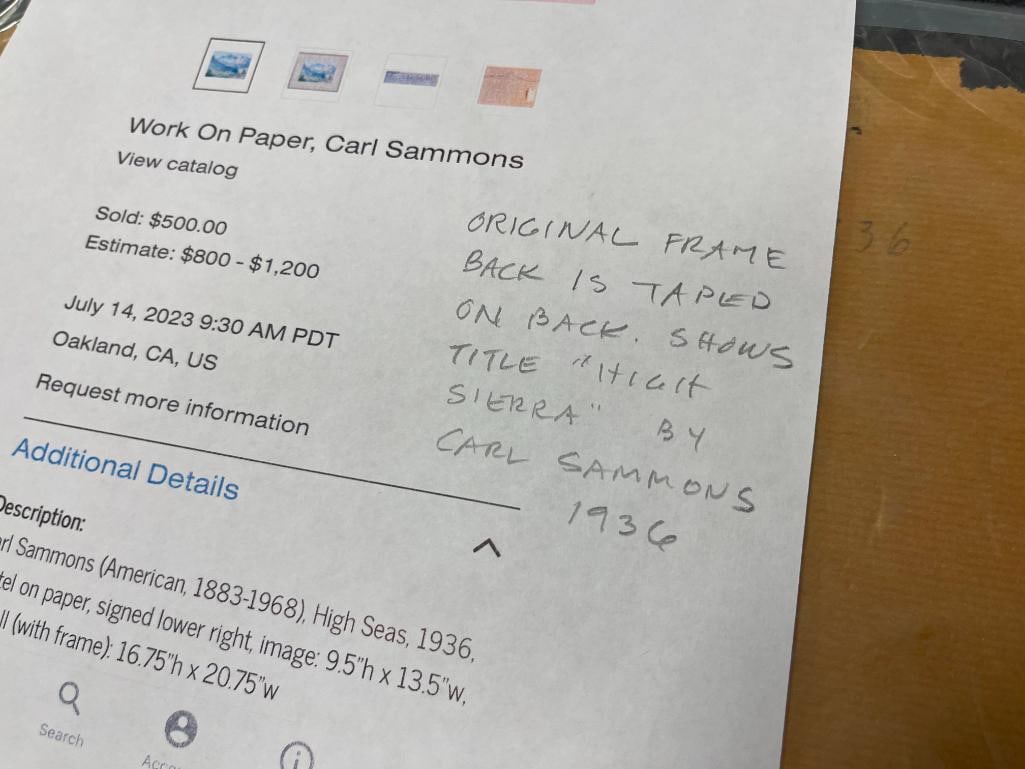 Work On Paper, Carl Sammons
View catalog
Sold: $500.00
Estimate: $800 - $1,200
July 14, 2023 9:30 AM PDT
Oakland, CA, US
Request more information
ORIGINAL FRAME
BACK IS TAPLED
ON BACK. SHOWS
TITLE "HIGH
SIERRA" BY
CARL SAMMONS
1936
36
Additional Details
Description:
rl Sammons (American, 1883-1968), High Seas, 1936,
tel on paper, signed lower right, image: 9.5"h x 13.5"w,
ll (with frame): 16.75"h x 20.75"w
Search
Acco